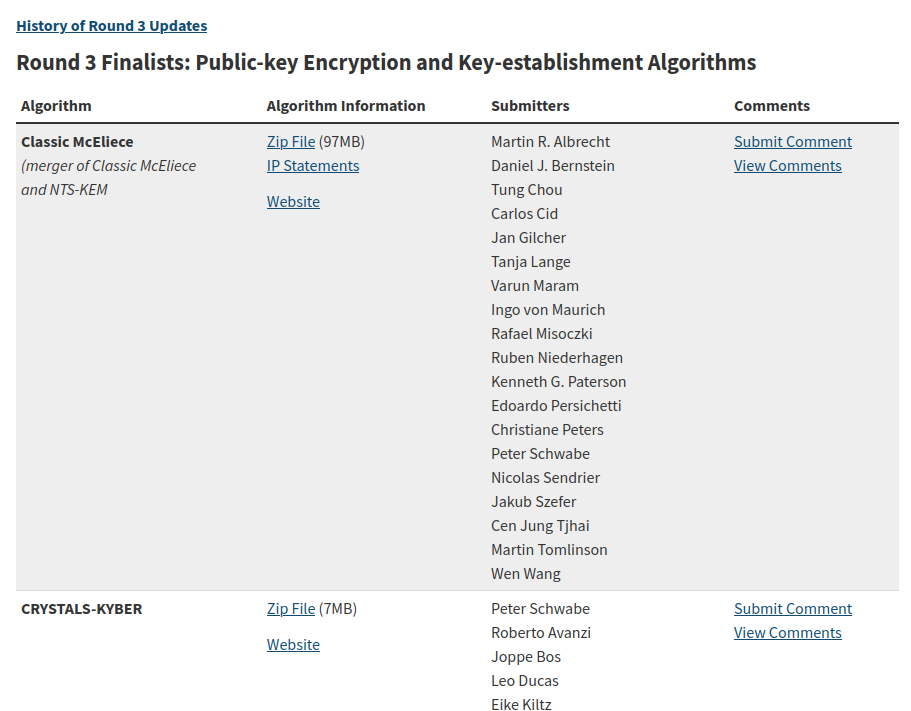 History of Round 3 Updates
Round 3 Finalists: Public-key Encryption and Key-establishment Algorithms
Algorithm Algorithm Information Submitters Comments
Classic McEliece Zip File (97MB) Martin R. Albrecht Submit Comment
(merger of Classic McEliece IP Statements Daniel J. Bernstein View Comments
and NTS-KEM Tung Chou
Website Carlos Cid
Jan Gilcher
Tanja Lange
Varun Maram
Ingo von Maurich
Rafael Misoczki
Ruben Niederhagen
Kenneth G. Paterson
Edoardo Persichetti
Christiane Peters
Peter Schwabe
Nicolas Sendrier
Jakub Szefer
Cen Jung Tjhai
Martin Tomlinson
Wen Wang
CRYSTALS-KYBER Zip File (7MB) Peter Schwabe Submit Comment
Roberto Avanzi View Comments
Website Joppe Bos
Leo Ducas
Eike Kiltz